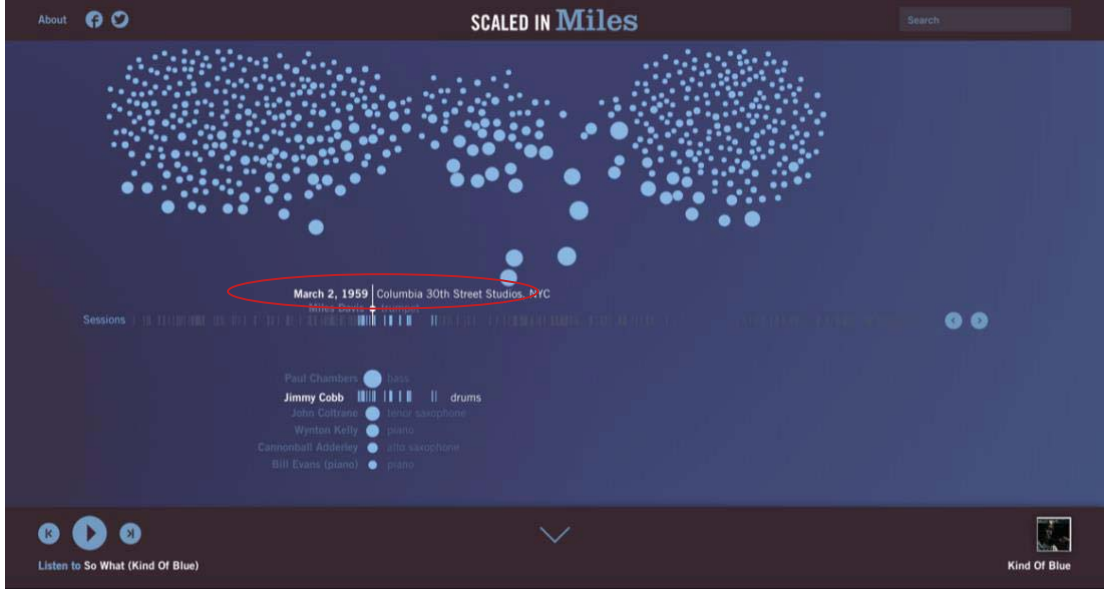 About
SCALED IN Miles
Search
March 2, 1959 Columbia 30th Street Studios, NYC
Miles Davis trumpet
Sessions
Paul Chambers bass
Jimmy Cobb drums
John Coltrane tenor saxophone
Wynton Kelly piano
Cannonball Adderley alto saxophone
Bill Evans (piano) piano
Listen to So What (Kind Of Blue)
Kind Of Blue